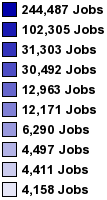 244,487 Jobs
102,305 Jobs
31,303 Jobs
30,492 Jobs
12,963 Jobs
12,171 Jobs
6,290 Jobs
4,497 Jobs
4,411 Jobs
4,158 Jobs